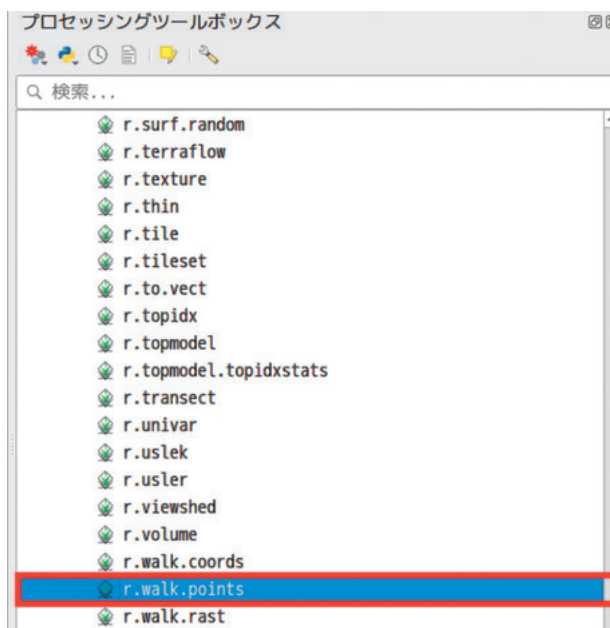 プロセッシングツールボックス
検索...
r.surf.random
r.terraflow
r.texture
r.thin
r.tile
r.tileset
r.to.vect
r.topidx
r.topmodel
r.topmodel.topidxstats
r.transect
r.univar
r.uslek
r.usler
r.viewshed
r.volume
r.walk.coords
r.walk.points
r.walk.rast